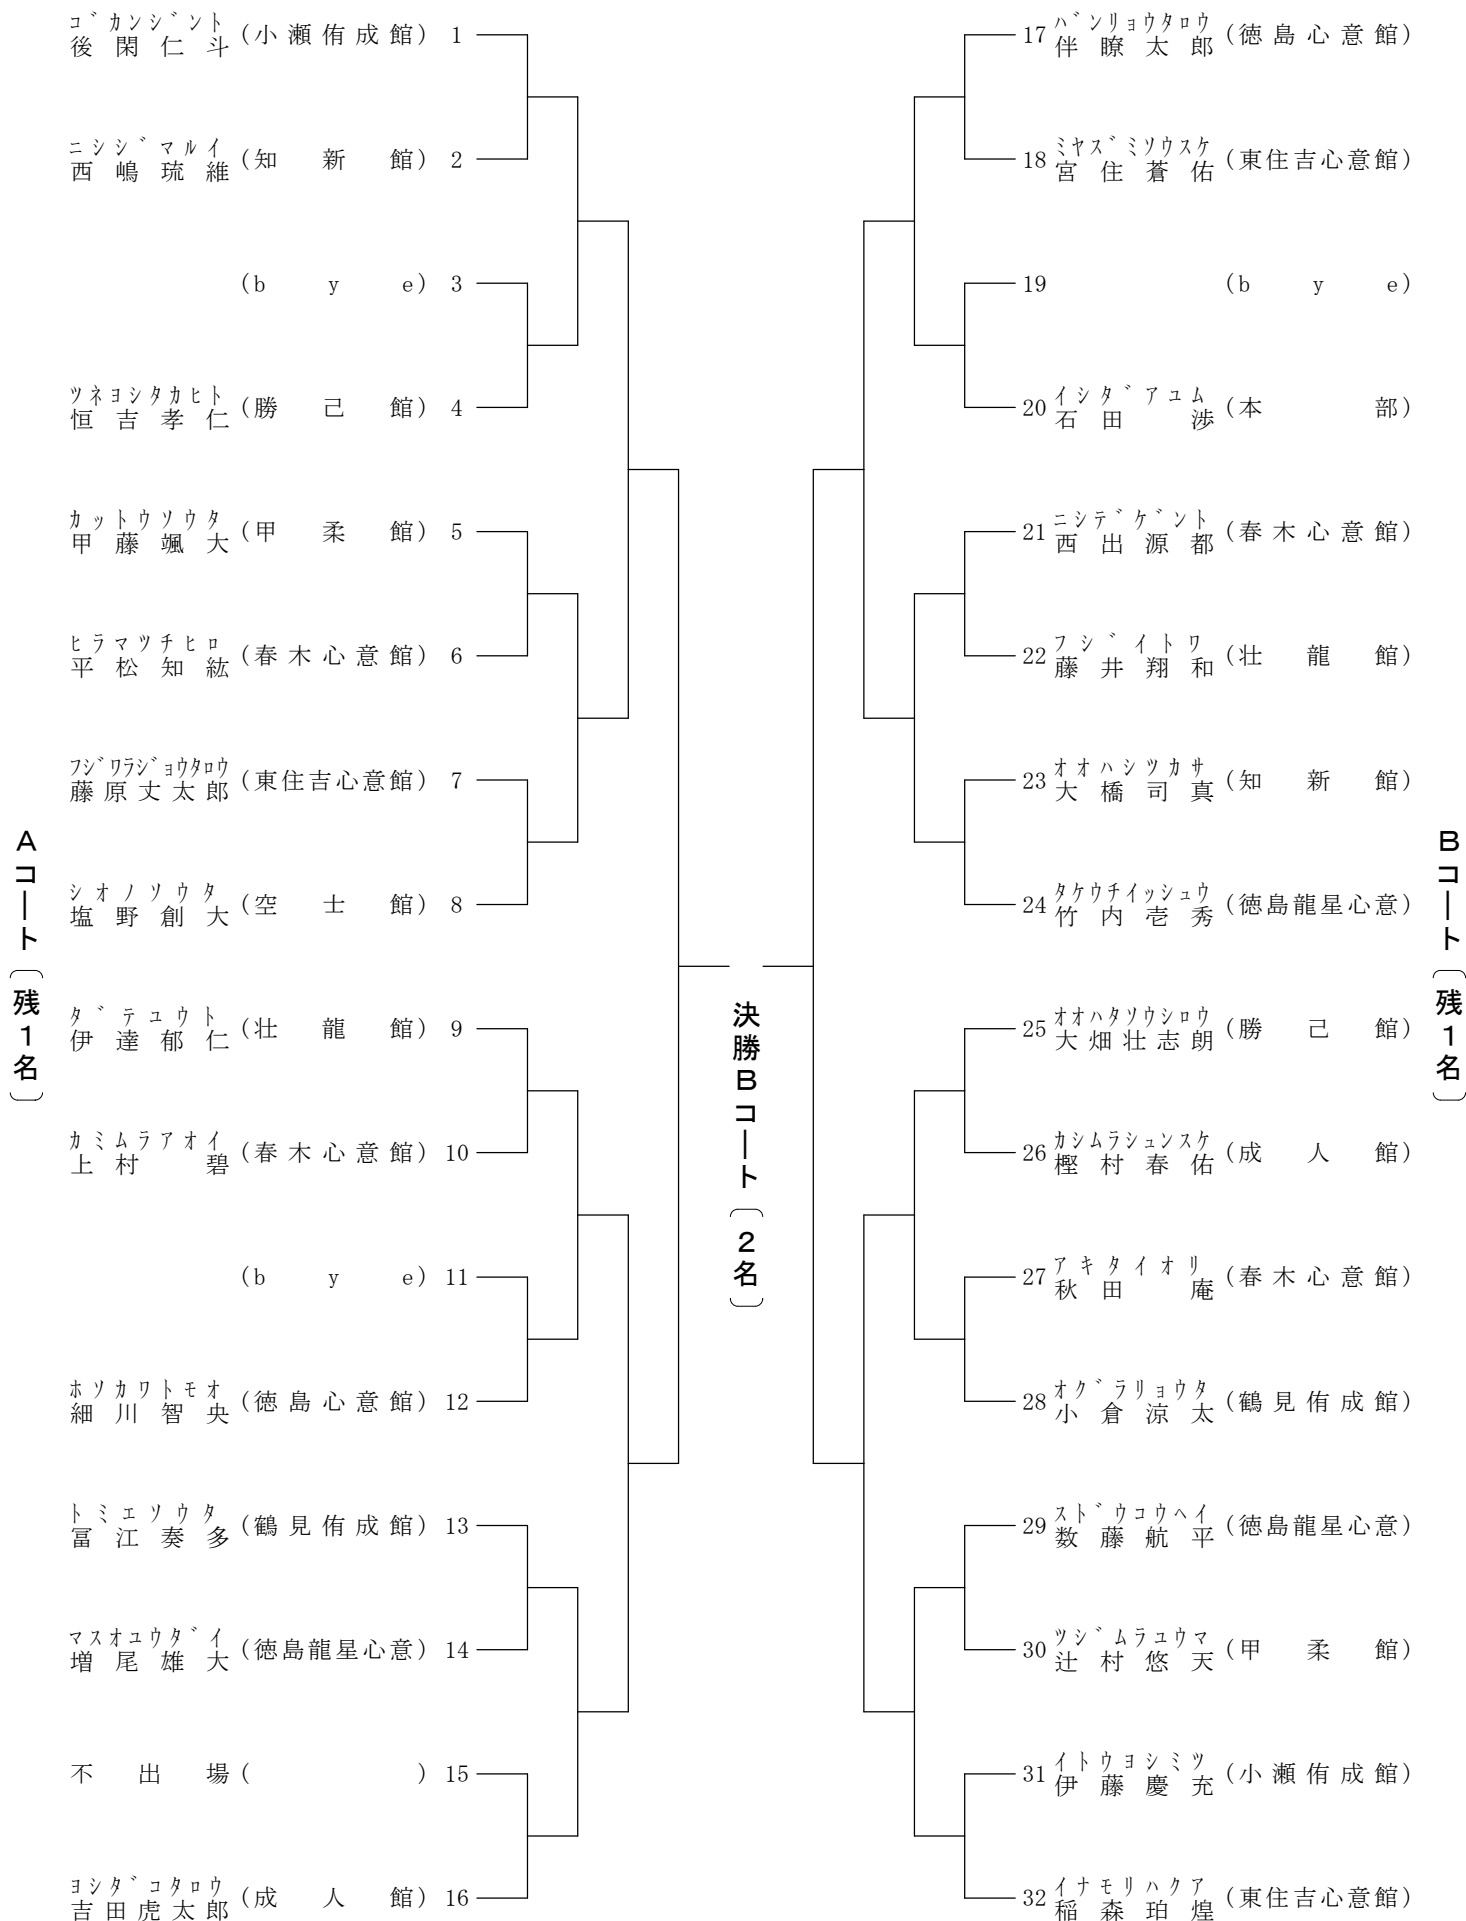 ゴカンジント
後閑仁斗 (小瀬侑成館) 1
ニシジマルイ
西嶋琉維 (知新館) 2
(bye) 3
ツネヨシタカヒト
恒吉孝仁 (勝己館) 4
カットウソウタ
甲藤颯大 (甲柔館) 5
ヒラマツチヒロ
平松知紘 (春木心意館) 6
フジワラジョウタロウ
藤原丈太郎 (東住吉心意館) 7
シオノソウタ
塩野創大 (空士館) 8
ダテユウト
伊達郁仁 (壮龍館) 9
カミムラアオイ
上村碧 (春木心意館) 10
(bye) 11
ホソカワトモオ
細川智央 (徳島心意館) 12
トミエソウタ
冨江奏多 (鶴見侑成館) 13
マスオユウダイ
増尾雄大 (徳島龍星心意) 14
不出場 ( ) 15
ヨシダコタロウ
吉田虎太郎 (成人館) 16
Aコート〔残1名〕
決勝Bコート〔2名〕
バンリョウタロウ
17 伴瞭太郎 (徳島心意館)
ミヤズミソウスケ
18 宮住蒼佑 (東住吉心意館)
19 (bye)
イシダアユム
20 石田渉 (本部)
ニシデゲント
21 西出源都 (春木心意館)
フジイトワ
22 藤井翔和 (壮龍館)
オオハシツカサ
23 大橋司真 (知新館)
タケウチイッシュウ
24 竹内壱秀 (徳島龍星心意)
オオハタソウシロウ
25 大畑壮志朗 (勝己館)
カシムラシュンスケ
26 樫村春佑 (成人館)
アキタイオリ
27 秋田庵 (春木心意館)
オグラリョウタ
28 小倉涼太 (鶴見侑成館)
ストドウコウヘイ
29 数藤航平 (徳島龍星心意)
ツジムラユウマ
30 辻村悠天 (甲柔館)
イトウヨシミツ
31 伊藤慶充 (小瀬侑成館)
イナモリハクア
32 稲森珀煌 (東住吉心意館)
Bコート〔残1名〕